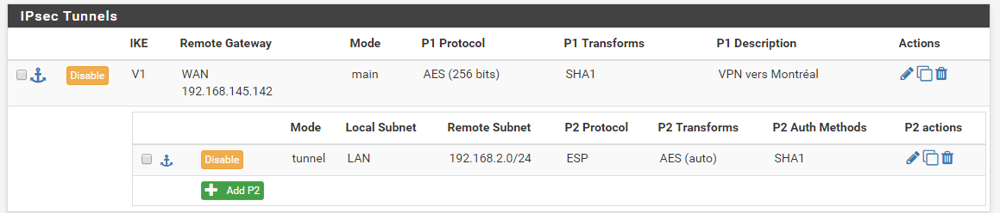 IPsec Tunnels
IKE Remote Gateway Mode P1 Protocol P1 Transforms P1 Description Actions
Disable V1 WAN main AES (256 bits) SHA1 VPN vers Montréal
192.168.145.142
Mode Local Subnet Remote Subnet P2 Protocol P2 Transforms P2 Auth Methods P2 actions
Disable tunnel LAN 192.168.2.0/24 ESP AES (auto) SHA1
Add P2